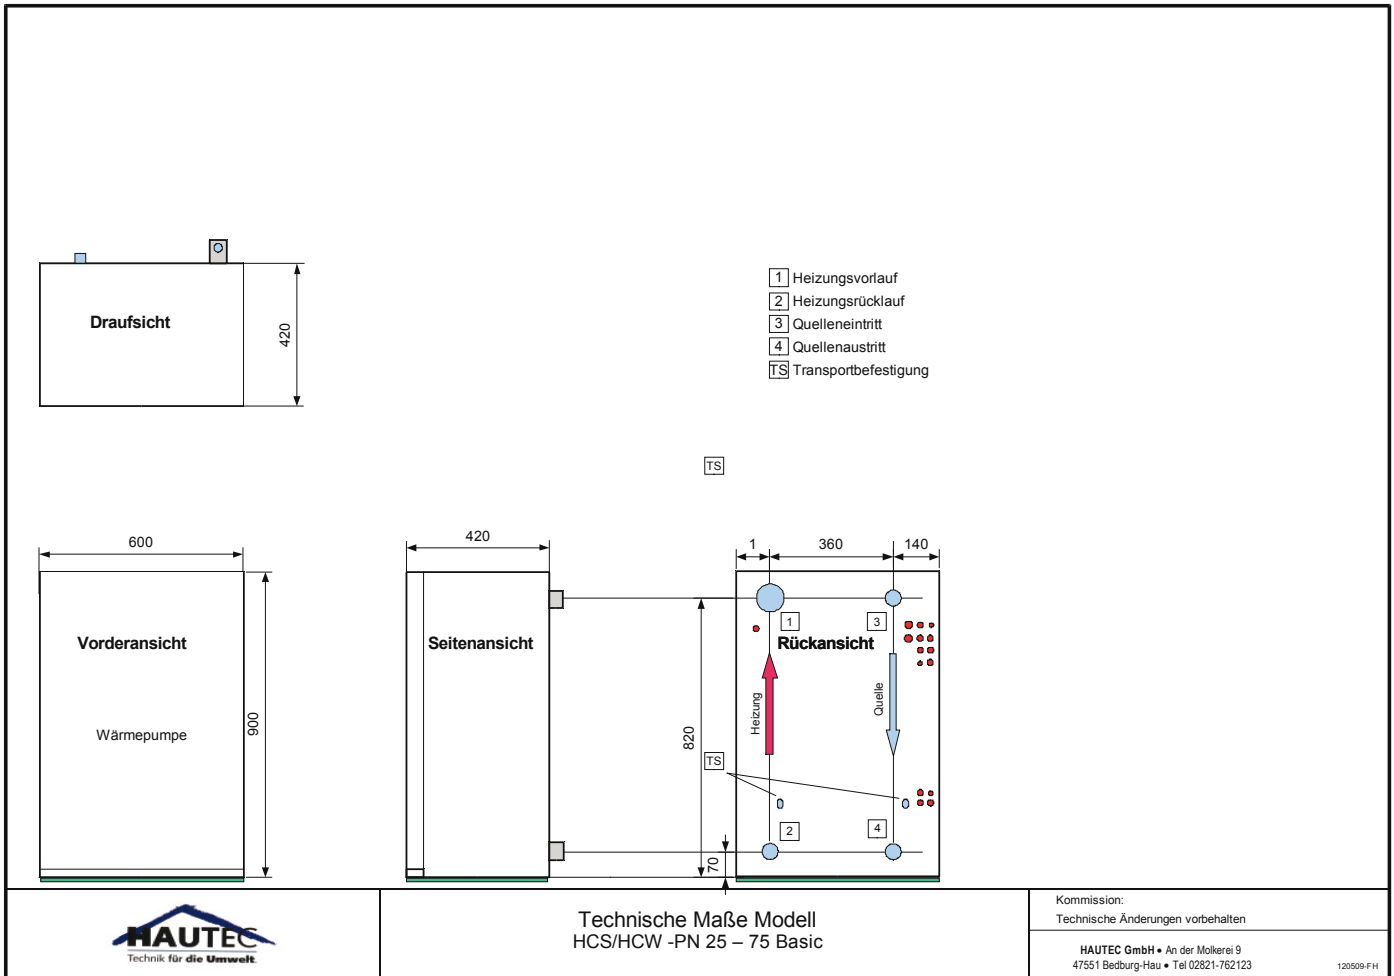 Draufsicht
420
1 Heizungsvorlauf
2 Heizungsrücklauf
3 Quelleneintritt
4 Quellenaustritt
TS Transportbefestigung
TS
600
Vorderansicht
Wärmepumpe
900
420
Seitenansicht
1
360
140
1
3
Rückansicht
Heizung
Quelle
820
TS
2
4
70
HAUTEC
Technik für die Umwelt.
Technische Maße Modell
HCS/HCW -PN 25 – 75 Basic
Kommission:
Technische Änderungen vorbehalten
HAUTEC GmbH • An der Molkerei 9
47551 Bedburg-Hau • Tel 02821-762123
120509-FH